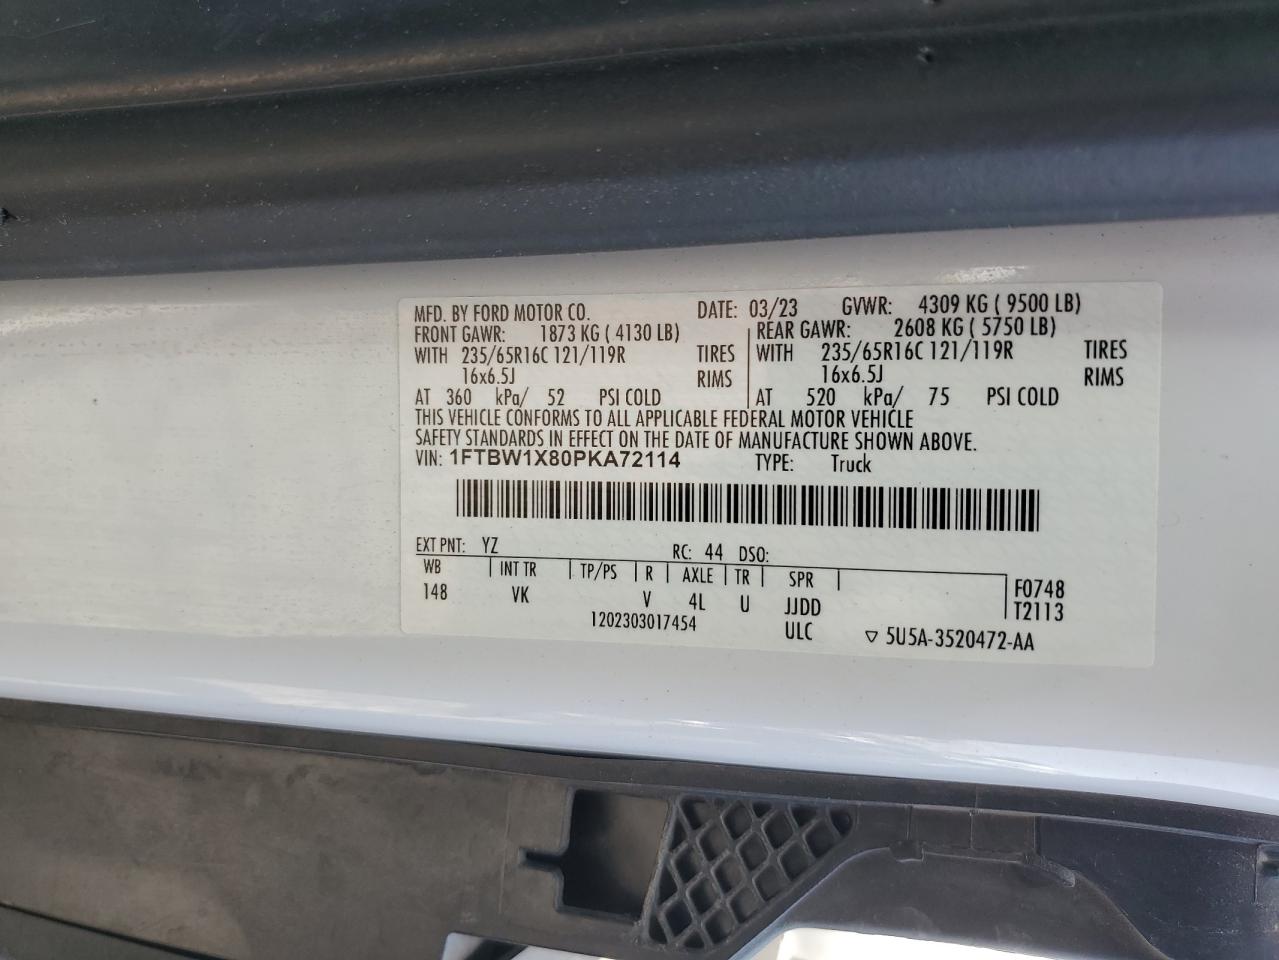 MFD. BY FORD MOTOR CO. DATE: 03/23 GVWR: 4309 KG ( 9500 LB)
FRONT GAWR: 1873 KG ( 4130 LB) REAR GAWR: 2608 KG ( 5750 LB)
WITH 235/65R16C 121/119R TIRES WITH 235/65R16C 121/119R TIRES
16x6.5J RIMS 16x6.5J RIMS
AT 360 kPa/ 52 PSI COLD AT 520 kPa/ 75 PSI COLD
THIS VEHICLE CONFORMS TO ALL APPLICABLE FEDERAL MOTOR VEHICLE
SAFETY STANDARDS IN EFFECT ON THE DATE OF MANUFACTURE SHOWN ABOVE.
VIN: 1FTBW1X80PKA72114 TYPE: Truck
EXT PNT: YZ RC: 44 DSO:
WB INT TR TP/PS R AXLE TR SPR F0748
148 VK V 4L U JJDD T2113
1202303017454 ULC ▽ 5U5A-3520472-AA